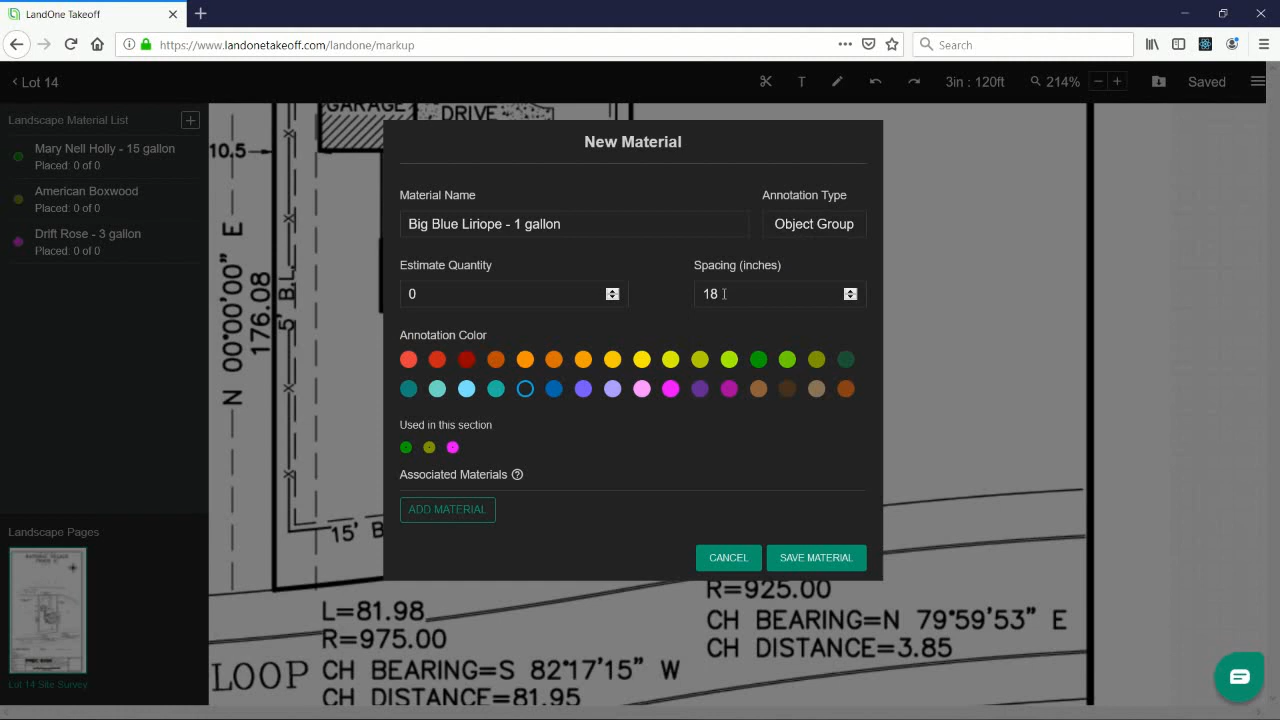 LandOne Takeoff
https://www.landonetakeoff.com/landone/markup
Search
Lot 14
3in : 120ft
214%
Saved
Landscape Material List
Mary Nell Holly - 15 gallon
Placed: 0 of 0
American Boxwood
Placed: 0 of 0
Drift Rose - 3 gallon
Placed: 0 of 0
GARAGE
DRIVE
10.5
N 00°00'00" E
176.08
5' B.L.
15' B
New Material
Material Name
Annotation Type
Big Blue Liriope - 1 gallon
Object Group
Estimate Quantity
Spacing (inches)
0
18
Annotation Color
Used in this section
Associated Materials
ADD MATERIAL
CANCEL
SAVE MATERIAL
Landscape Pages
Lot 14 Site Survey
L=81.98
R=975.00
CH BEARING=S 82°17'15" W
CH DISTANCE=81.95
LOOP
R=925.00
CH BEARING=N 79°59'53" E
CH DISTANCE=3.85